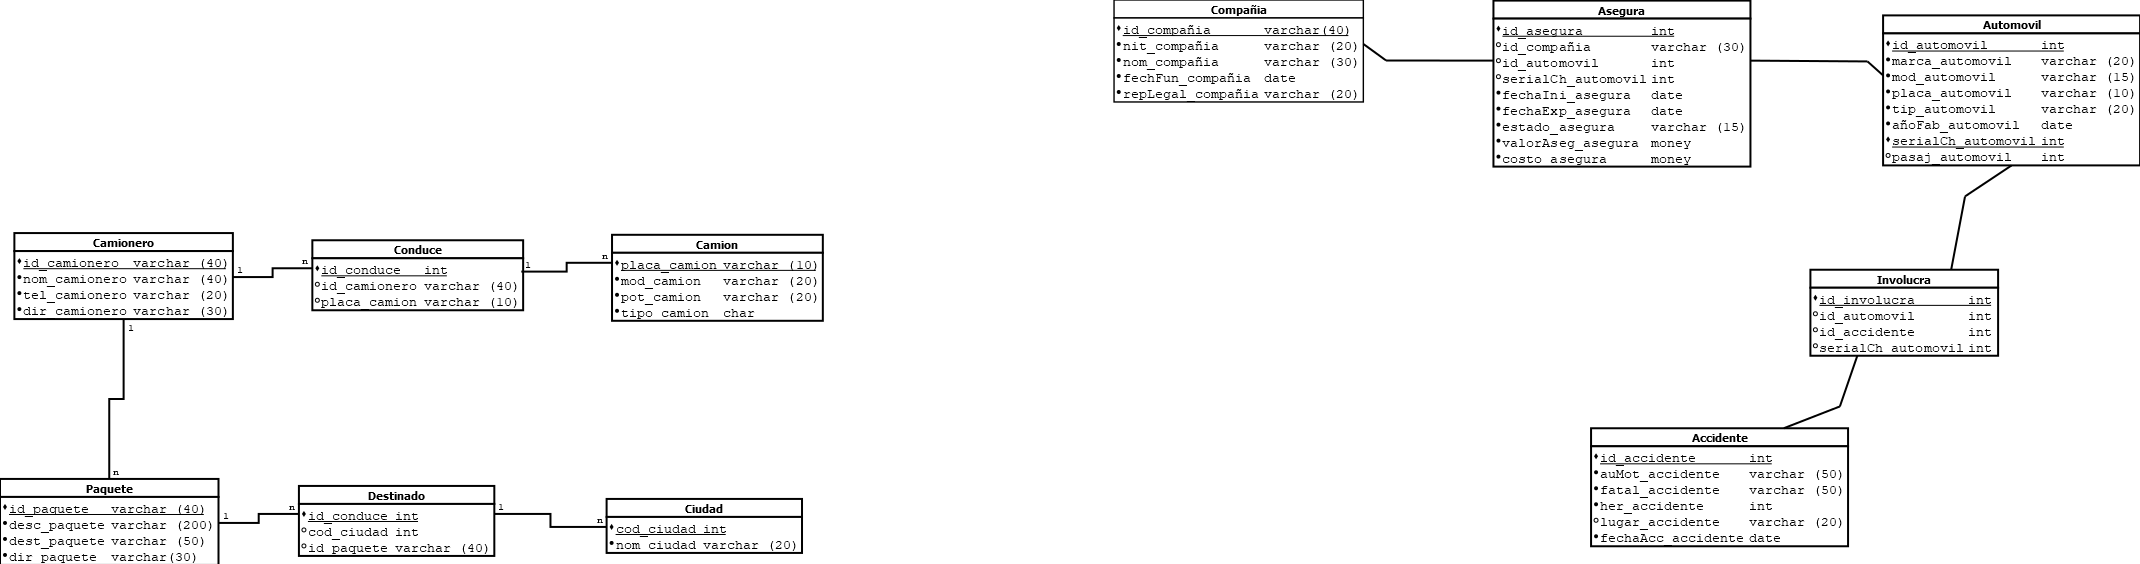 Compañia
id_compañia varchar(40)
nit_compañia varchar (20)
nom_compañia varchar (30)
fechFun_compañia date
repLegal_compañia varchar (20)
Asegura
id_asegura int
id_compañia varchar (30)
id_automovil int
serialCh_automovil int
fechaIni_asegura date
fechaExp_asegura date
estado_asegura varchar (15)
valorAseg_asegura money
costo_asegura money
Automovil
id_automovil int
marca_automovil varchar (20)
mod_automovil varchar (15)
placa_automovil varchar (10)
tip_automovil varchar (20)
añoFab_automovil date
serialCh_automovil int
pasaj_automovil int
Camionero
id_camionero varchar (40)
nom_camionero varchar (40)
tel_camionero varchar (20)
dir_camionero varchar (30)
1
n
Conduce
id_conduce int
id_camionero varchar (40)
placa_camion varchar (10)
1
n
Camion
placa_camion varchar (10)
mod_camion varchar (20)
pot_camion varchar (20)
tipo_camion char
Involucra
id_involucra int
id_automovil int
id_accidente int
serialCh_automovil int
1
n
Paquete
id_paquete varchar (40)
desc_paquete varchar (200)
dest_paquete varchar (50)
dir_paquete varchar(30)
1
n
Destinado
id_conduce int
cod_ciudad int
id_paquete varchar (40)
1
n
Ciudad
cod_ciudad int
nom_ciudad varchar (20)
Accidente
id_accidente int
auMot_accidente varchar (50)
fatal_accidente varchar (50)
her_accidente int
lugar_accidente varchar (20)
fechaAcc_accidente date